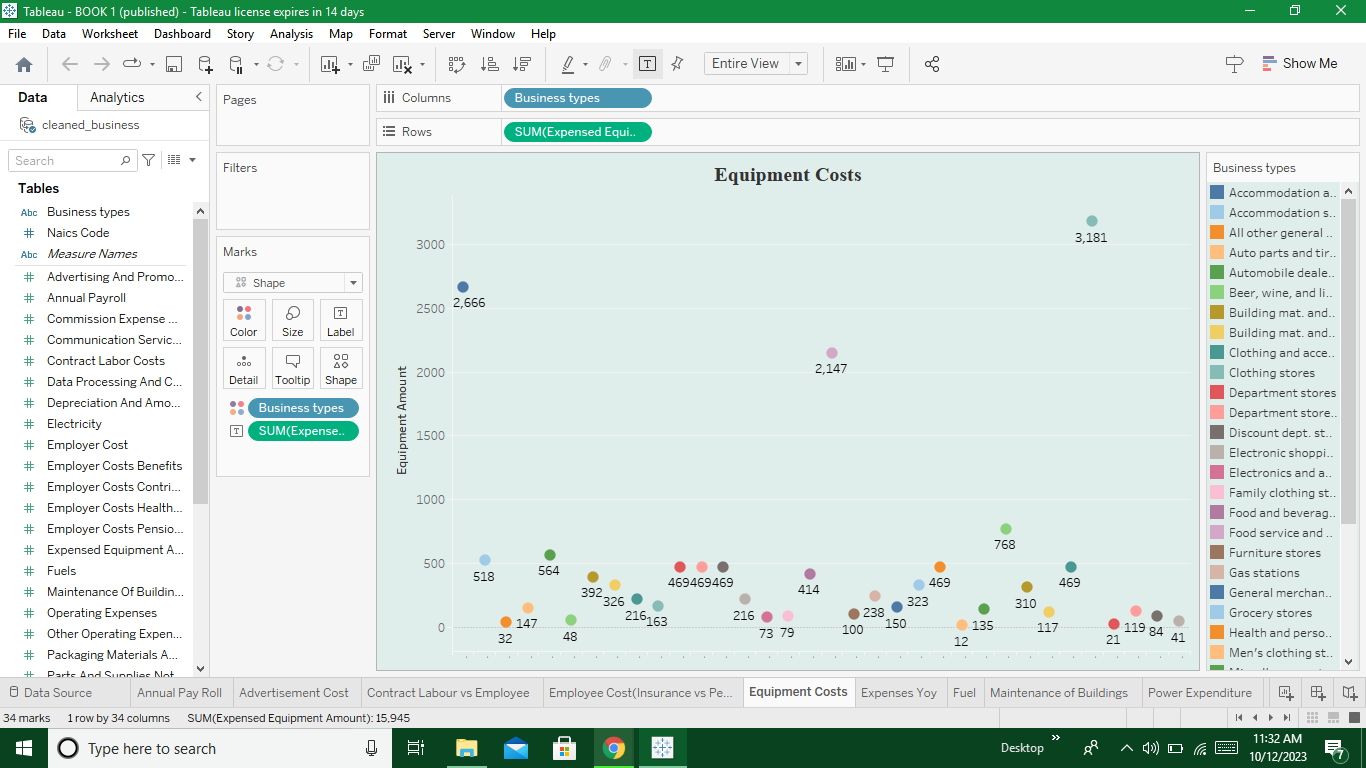 Tableau - BOOK 1 (published) - Tableau license expires in 14 days
File Data Worksheet Dashboard Story Analysis Map Format Server Window Help
Entire View
Show Me
Data Analytics
cleaned_business
Search
Tables
Abc Business types
# Naics Code
Abc Measure Names
# Advertising And Promo...
# Annual Payroll
# Commission Expense ...
# Communication Servic...
# Contract Labor Costs
# Data Processing And C...
# Depreciation And Amo...
# Electricity
# Employer Cost
# Employer Costs Benefits
# Employer Costs Contri...
# Employer Costs Health...
# Employer Costs Pensio...
# Expensed Equipment A...
# Fuels
# Maintenance Of Buildin...
# Operating Expenses
# Other Operating Expen...
# Packaging Materials A...
# Parts And Supplies Not
Pages
Filters
Marks
Shape
Color Size Label
Detail Tooltip Shape
Business types
SUM(Expense..
Columns Business types
Rows SUM(Expensed Equi..
Equipment Costs
Equipment Amount
3000
2500
2000
1500
1000
500
0
2,666
518
32
147
564
48
392
326
216
163
469
469
469
216
73
79
414
2,147
100
238
150
323
469
12
135
768
310
117
469
3,181
21
119
84
41
Business types
Accommodation a..
Accommodation s..
All other general ..
Auto parts and tir..
Automobile deale..
Beer, wine, and li..
Building mat. and..
Building mat. and..
Clothing and acce..
Clothing stores
Department stores
Department store..
Discount dept. st..
Electronic shoppi..
Electronics and a..
Family clothing st..
Food and beverag..
Food service and ..
Furniture stores
Gas stations
General merchan..
Grocery stores
Health and perso..
Men's clothing st..
Data Source Annual Pay Roll Advertisement Cost Contract Labour vs Employee Employee Cost(Insurance vs Pe... Equipment Costs Expenses Yoy Fuel Maintenance of Buildings Power Expenditure
34 marks 1 row by 34 columns SUM(Expensed Equipment Amount): 15,945
Type here to search
Desktop
11:32 AM
10/12/2023
7